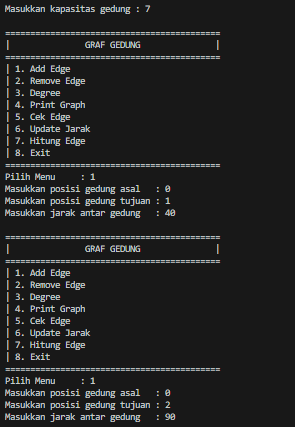 Masukkan kapasitas gedung : 7

===========================================
|               GRAF GEDUNG               |
===========================================
| 1. Add Edge
| 2. Remove Edge
| 3. Degree
| 4. Print Graph
| 5. Cek Edge
| 6. Update Jarak
| 7. Hitung Edge
| 8. Exit
===========================================
Pilih Menu     : 1
Masukkan posisi gedung asal   : 0
Masukkan posisi gedung tujuan : 1
Masukkan jarak antar gedung   : 40

===========================================
|               GRAF GEDUNG               |
===========================================
| 1. Add Edge
| 2. Remove Edge
| 3. Degree
| 4. Print Graph
| 5. Cek Edge
| 6. Update Jarak
| 7. Hitung Edge
| 8. Exit
===========================================
Pilih Menu     : 1
Masukkan posisi gedung asal   : 0
Masukkan posisi gedung tujuan : 2
Masukkan jarak antar gedung   : 90